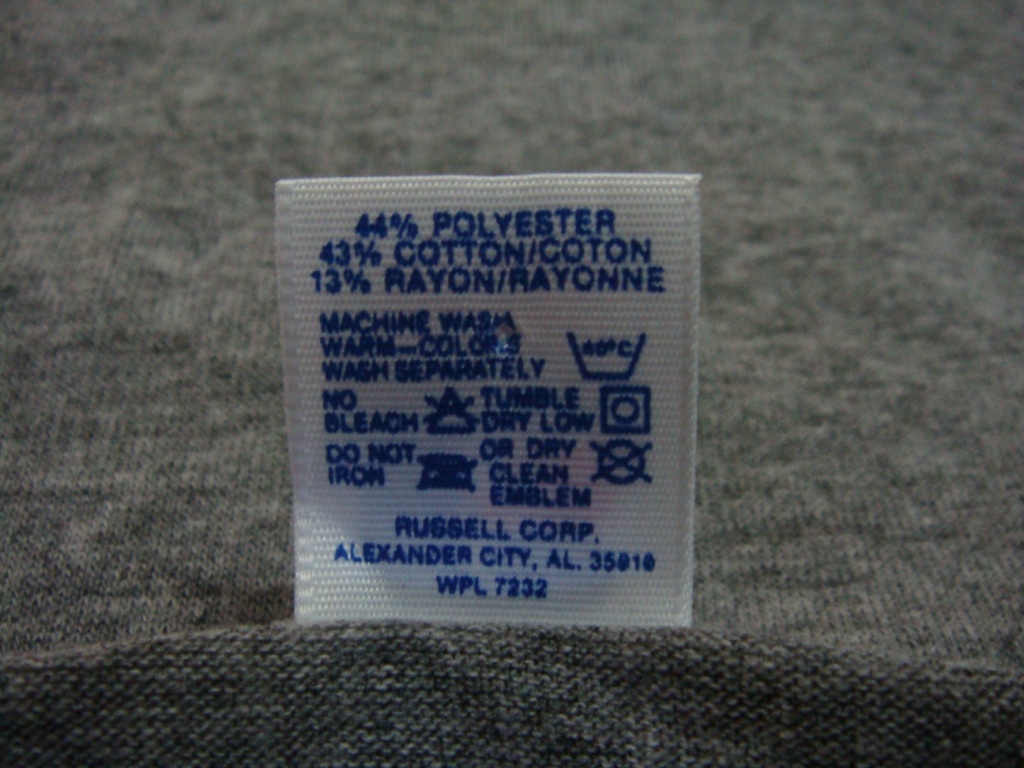 44% POLYESTER
43% COTTON/COTON
13% RAYON/RAYONNE
MACHINE WASH
WARM—COLORS
WASH SEPARATELY
40°C
NO
BLEACH
TUMBLE
DRY LOW
DO NOT
IRON
OR DRY
CLEAN
EMBLEM
RUSSELL CORP.
ALEXANDER CITY, AL. 35010
WPL 7232